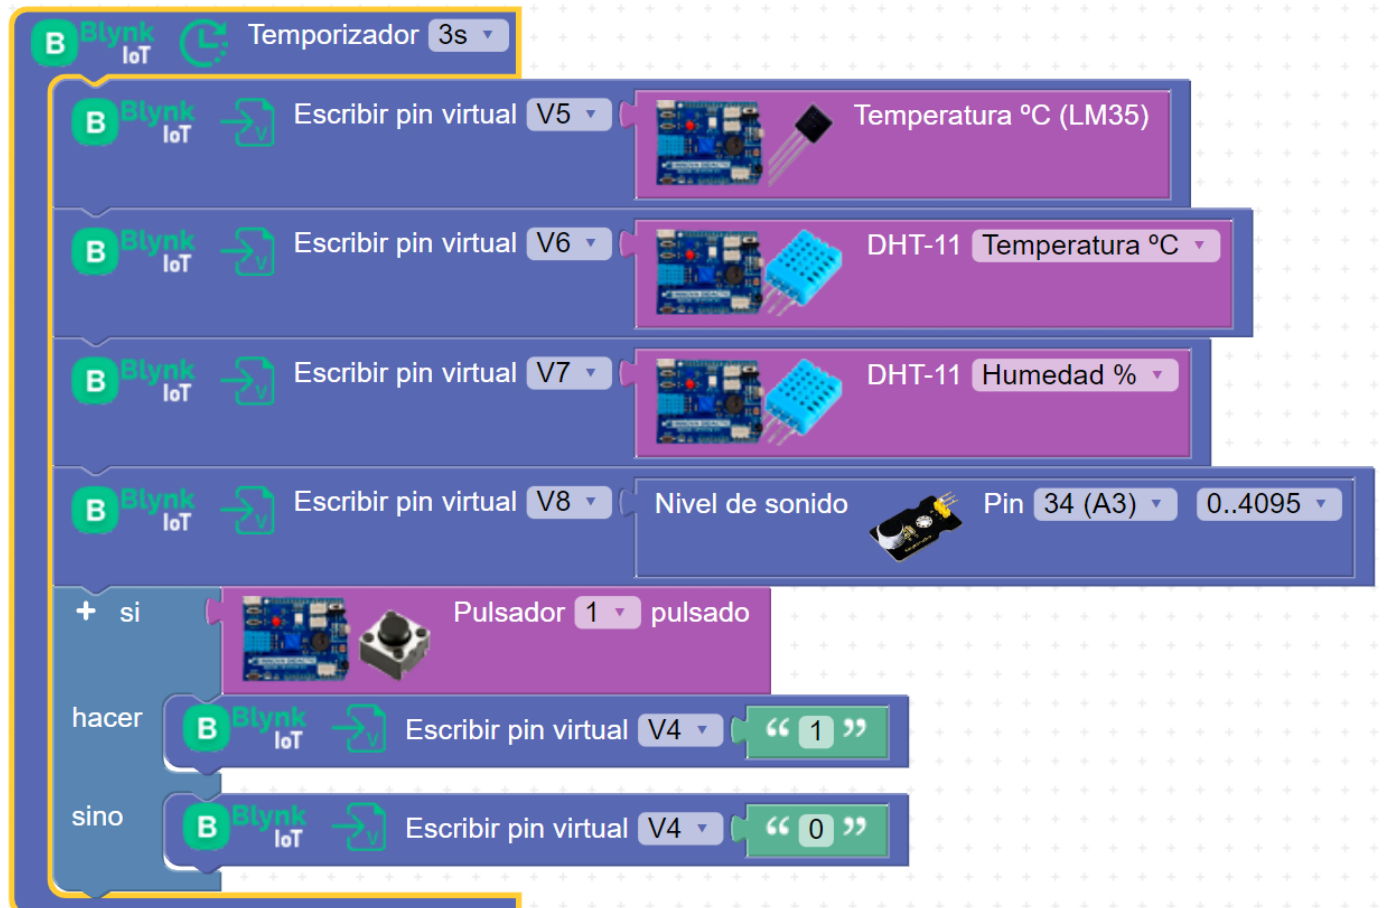 B Blynk IoT Temporizador 3s
B Blynk IoT V Escribir pin virtual V5 Temperatura ºC (LM35)
B Blynk IoT V Escribir pin virtual V6 DHT-11 Temperatura ºC
B Blynk IoT V Escribir pin virtual V7 DHT-11 Humedad %
B Blynk IoT V Escribir pin virtual V8 Nivel de sonido Pin 34 (A3) 0..4095
+ si Pulsador 1 pulsado
hacer B Blynk IoT V Escribir pin virtual V4 “ 1 ”
sino B Blynk IoT V Escribir pin virtual V4 “ 0 ”